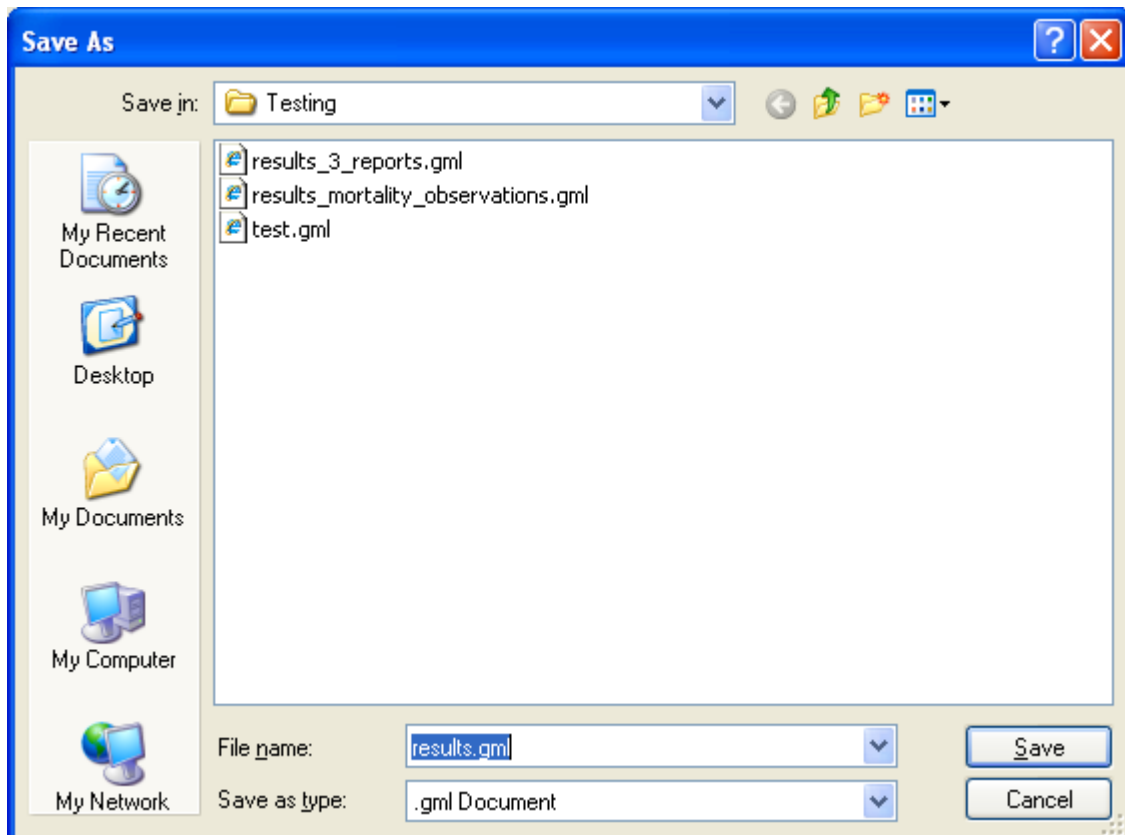 Save As
Save in: Testing
results_3_reports.gml
results_mortality_observations.gml
test.gml
My Recent
Documents
Desktop
My Documents
My Computer
My Network
File name: results.gml Save
Save as type: .gml Document Cancel